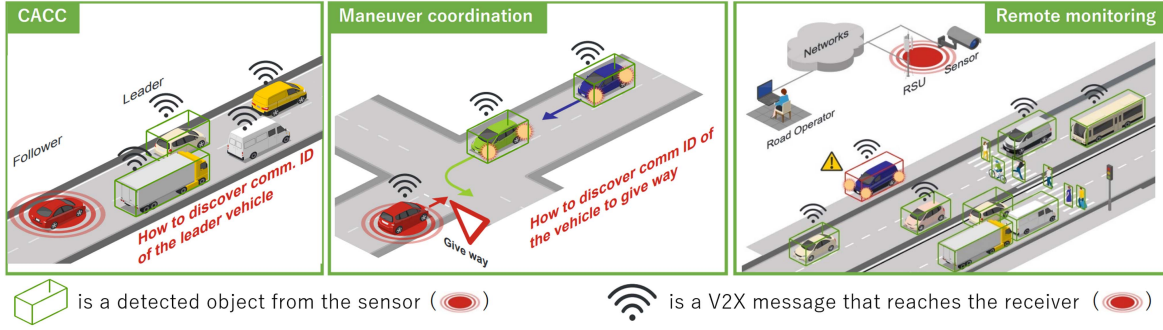 CACC
Leader
Follower
How to discover comm. ID
of the leader vehicle
Maneuver coordination
How to discover comm ID of
the vehicle to give way
Give way
Remote monitoring
Networks
Sensor
RSU
Road Operator
is a detected object from the sensor ( )
is a V2X message that reaches the receiver ( )